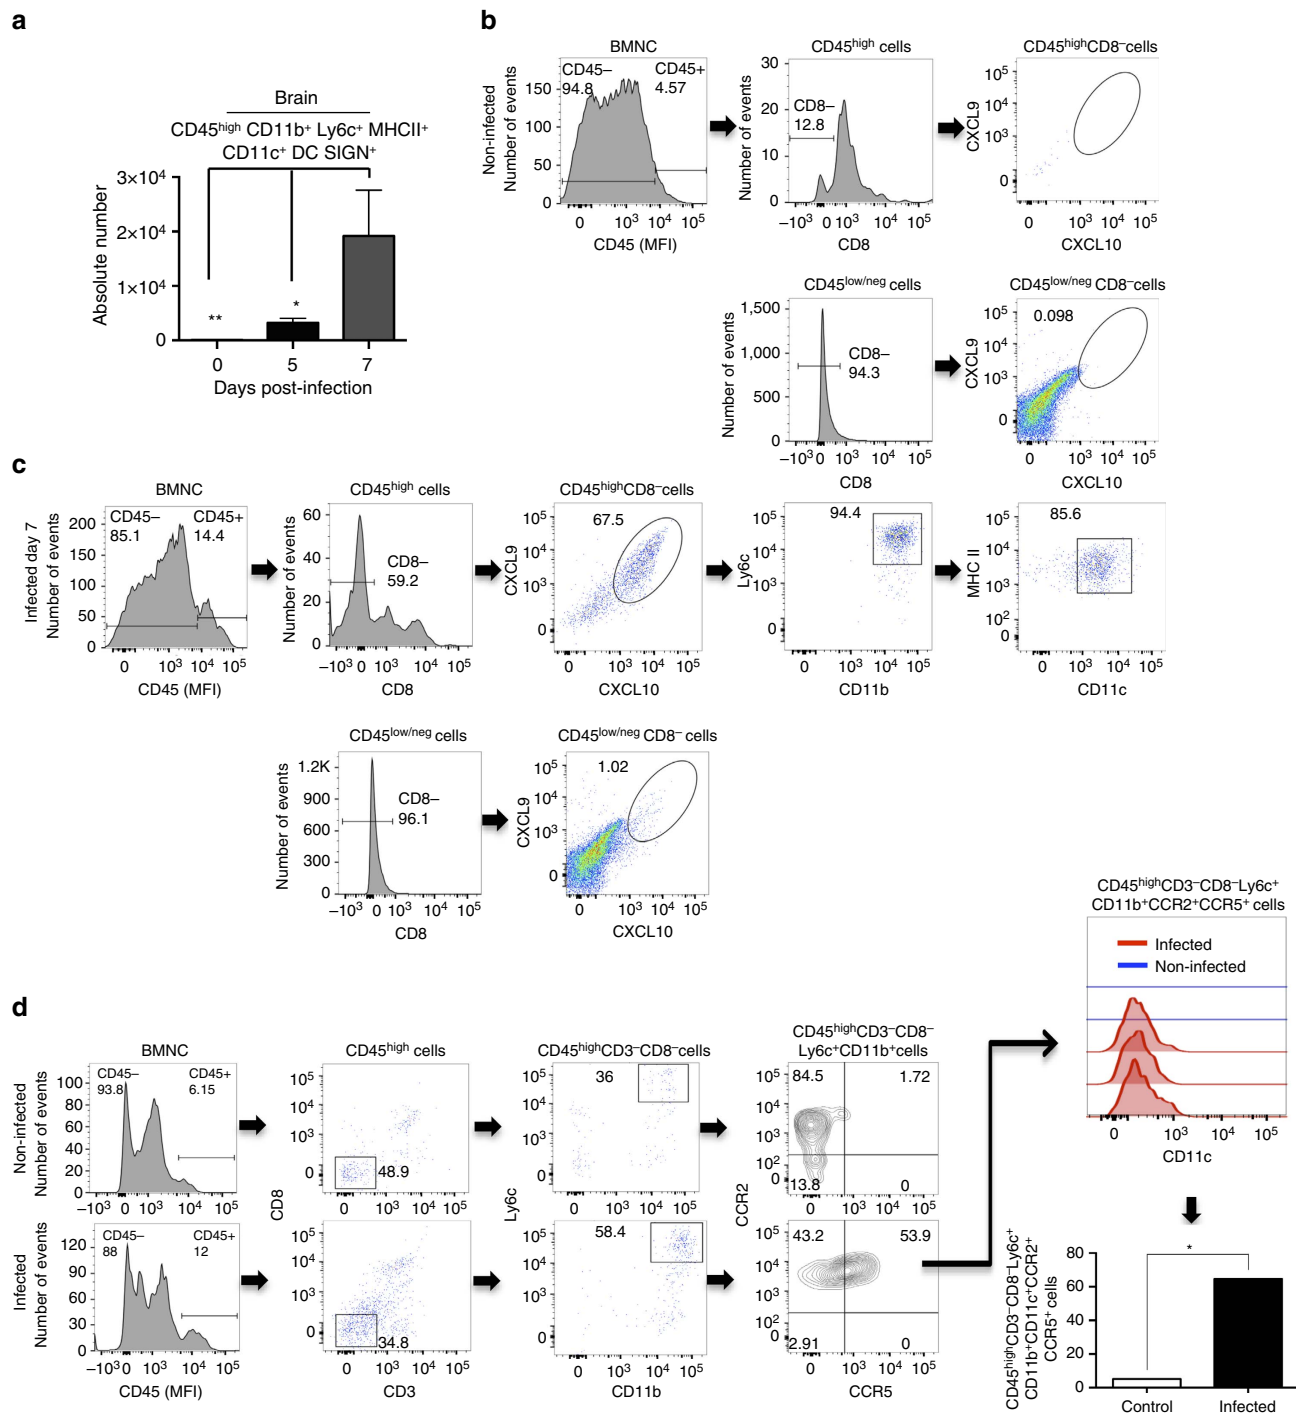 a
Brain
CD45high CD11b+ Ly6c+ MHCII+
CD11c+ DC SIGN+
Absolute number
3×10⁴
2×10⁴
1×10⁴
0
**
*
0 5 7
Days post-infection
b
Non-infected
BMNC
Number of events
CD45–
94.8
CD45+
4.57
150
100
50
0
0 10³ 10⁵
CD45 (MFI)
CD45high cells
Number of events
30
20
10
0
CD8–
12.8
–10³ 0 10³ 10⁴ 10⁵
CD8
CD45highCD8–cells
CXCL9
10⁵
10⁴
10³
0
0 10³ 10⁴ 10⁵
CXCL10
CD45low/neg cells
Number of events
1,500
1,000
500
0
CD8–
94.3
–10³ 0 10³ 10⁴ 10⁵
CD8
CD45low/neg CD8–cells
CXCL9
0.098
10⁵
10⁴
10³
0
0 10³ 10⁴ 10⁵
CXCL10
c
Infected day 7
BMNC
Number of events
CD45–
85.1
CD45+
14.4
200
150
100
50
0
0 10³ 10⁴ 10⁵
CD45 (MFI)
CD45high cells
Number of events
60
40
20
0
CD8–
59.2
–10³ 0 10³ 10⁴ 10⁵
CD8
CD45highCD8–cells
CXCL9
67.5
10⁵
10⁴
10³
0
0 10³ 10⁴ 10⁵
CXCL10
Ly6c
94.4
10⁵
10⁴
10³
0
0 10³ 10⁴ 10⁵
CD11b
MHC II
85.6
10⁵
10⁴
10³
10²
0
0 10³ 10⁴ 10⁵
CD11c
CD45low/neg cells
Number of events
1.2K
900
600
300
0
CD8–
96.1
–10³ 0 10³ 10⁴ 10⁵
CD8
CD45low/neg CD8– cells
CXCL9
1.02
10⁵
10⁴
10³
0
0 10³ 10⁴ 10⁵
CXCL10
d
Non-infected
BMNC
Number of events
CD45–
93.8
CD45+
6.15
100
80
60
40
20
0
–10³ 0 10³ 10⁴ 10⁵
CD45high cells
10⁵
10⁴
10³
0
48.9
0 10³ 10⁴ 10⁵
CD8
CD45highCD3–CD8–cells
36
10⁵
10⁴
10³
0
0 10³ 10⁴ 10⁵
Ly6c
CD45highCD3–CD8–
Ly6c+CD11b+cells
84.5 1.72
10⁵
10⁴
10³
10²
0
13.8 0
0 10³ 10⁴ 10⁵
CCR2
Infected
Number of events
CD45–
88
CD45+
12
120
90
60
30
0
–10³ 0 10³ 10⁴ 10⁵
CD45 (MFI)
10⁵
10⁴
10³
0
34.8
0 10³ 10⁴ 10⁵
CD3
58.4
10⁵
10⁴
10³
0
0 10³ 10⁴ 10⁵
CD11b
43.2 53.9
10⁵
10⁴
10³
10²
0
2.91 0
0 10³ 10⁴ 10⁵
CCR5
CD45highCD3–CD8–Ly6c+
CD11b+CCR2+CCR5+ cells
Infected
Non-infected
0 10³ 10⁴ 10⁵
CD11c
CD45highCD3–CD8–Ly6c+
CD11b+CD11c+CCR2+
CCR5+ cells
80
60
40
20
0
*
Control Infected